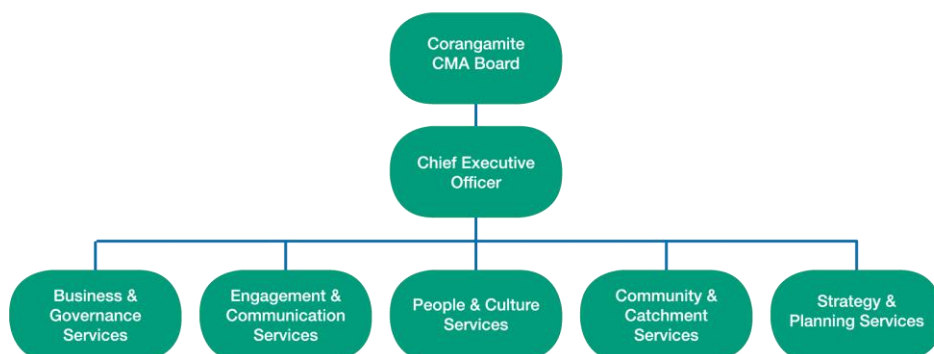 Corangamite
CMA Board
Chief Executive
Officer
Business &
Governance
Services
Engagement &
Communication
Services
People & Culture
Services
Community &
Catchment
Services
Strategy &
Planning Services